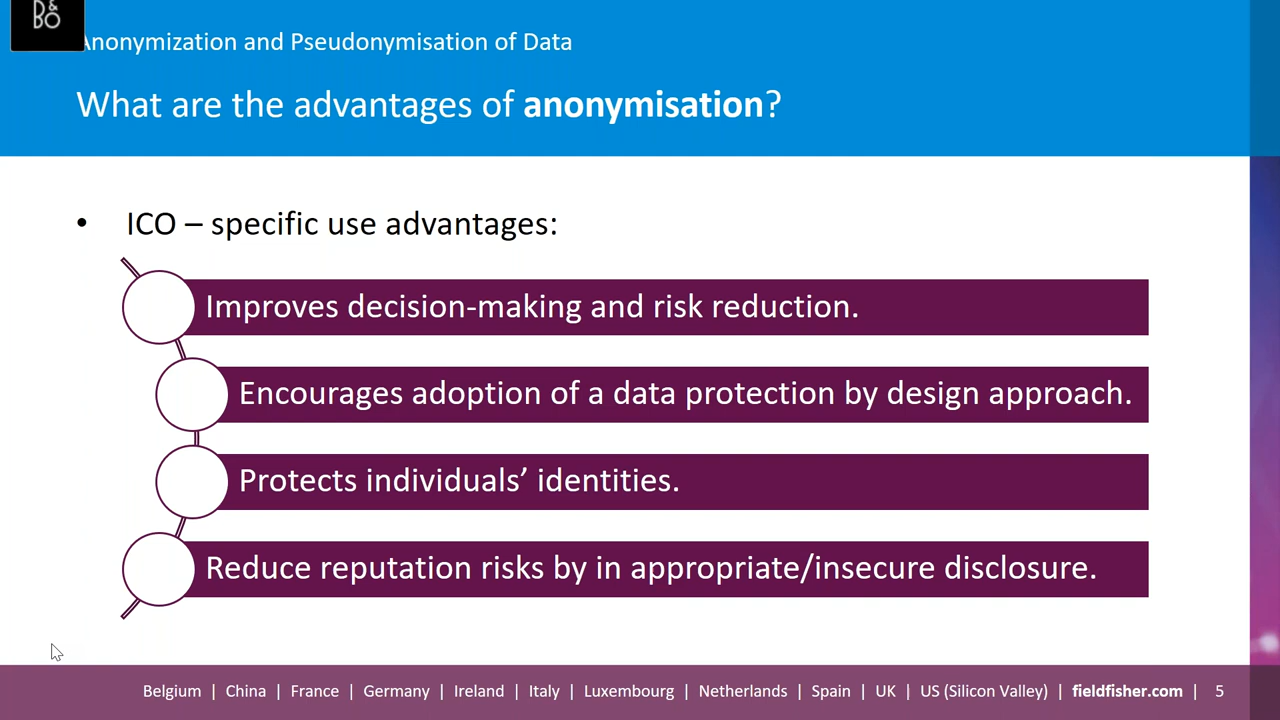 B&
BO
Anonymization and Pseudonymisation of Data
What are the advantages of anonymisation?
• ICO – specific use advantages:
Improves decision-making and risk reduction.
Encourages adoption of a data protection by design approach.
Protects individuals’ identities.
Reduce reputation risks by in appropriate/insecure disclosure.
Belgium | China | France | Germany | Ireland | Italy | Luxembourg | Netherlands | Spain | UK | US (Silicon Valley) | fieldfisher.com | 5